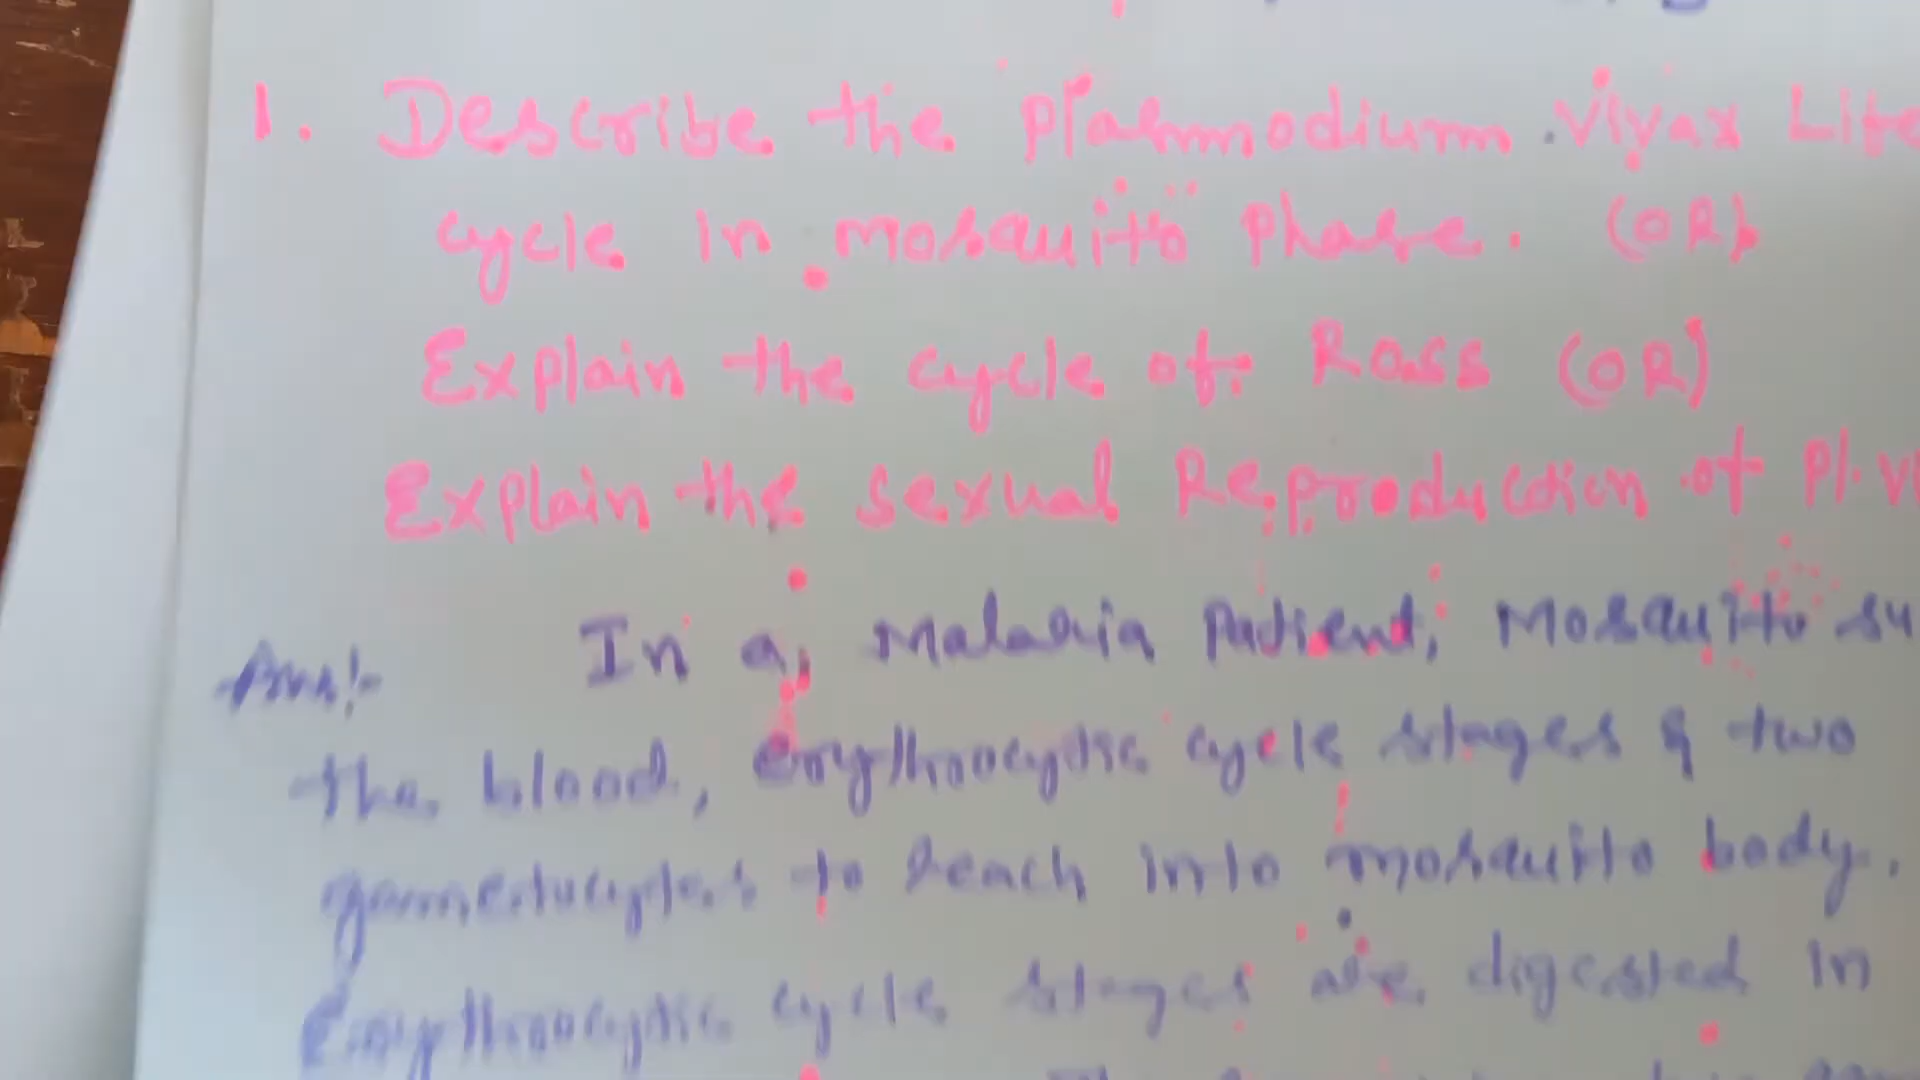 1. Describe the plasmodium vivax Life
cycle in mosquito phase. (OR)
Explain the cycle of Ross (OR)
Explain the sexual Reproduction of Pl. vi
Ans:- In a, Malaria Patient, Mosquito su
the blood, erythrocytic cycle stages & two
gametocytes to reach into mosquito body.
Erythrocytic cycle stages are digested in